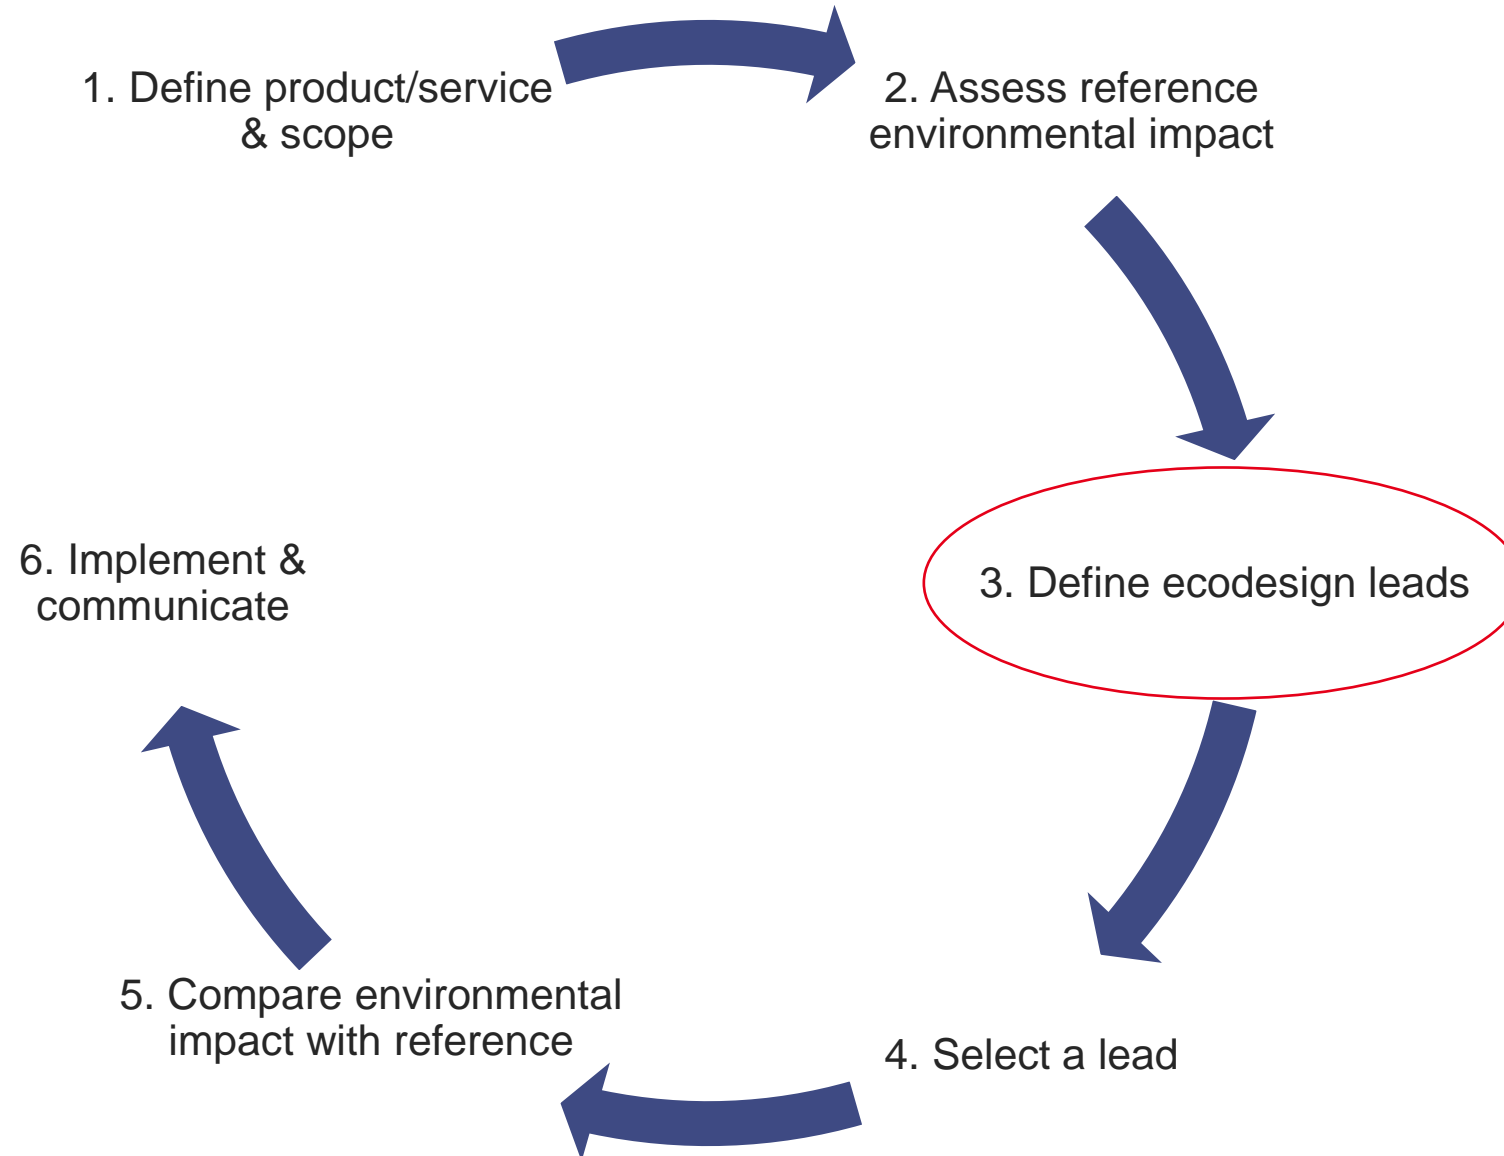 1. Define product/service
& scope
2. Assess reference
environmental impact
3. Define ecodesign leads
4. Select a lead
5. Compare environmental
impact with reference
6. Implement &
communicate